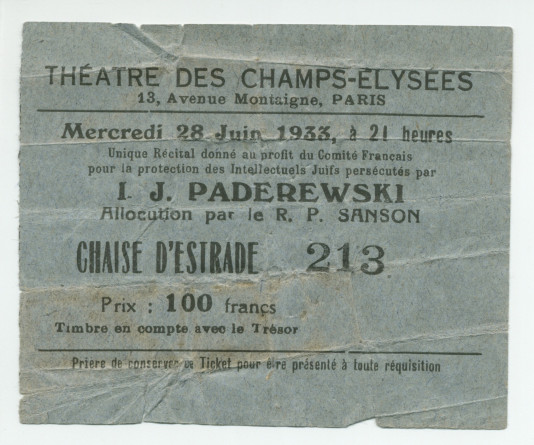 THÉATRE DES CHAMPS-ELYSÉES
13, Avenue Montaigne, PARIS
Mercredi 28 Juin 1933, à 21 heures
Unique Récital donné au profit du Comité Français
pour la protection des Intellectuels Juifs persécutés par
I. J. PADEREWSKI
Allocution par le R. P. SANSON
CHAISE D'ESTRADE 213
Prix : 100 francs
Timbre en compte avec le Trésor
Prière de conserver ce Ticket pour être présenté à toute réquisition